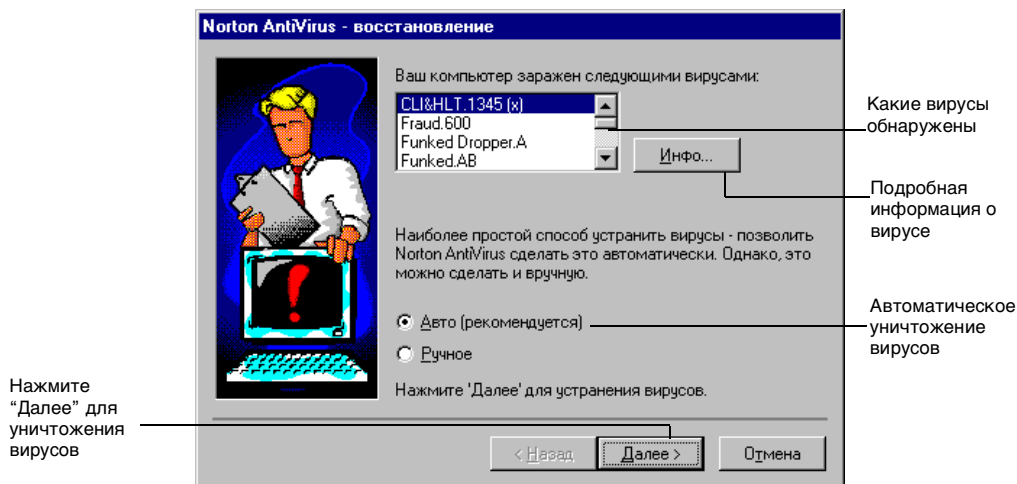 Norton AntiVirus - восстановление
Ваш компьютер заражен следующими вирусами:
CLI&HLT.1345 (x)
Fraud.600
Funked Dropper.A
Funked.AB
Инфо...
Какие вирусы
обнаружены
Подробная
информация о
вирусе
Наиболее простой способ устранить вирусы - позволить
Norton AntiVirus сделать это автоматически. Однако, это
можно сделать и вручную.
Авто (рекомендуется)
Автоматическое
уничтожение
вирусов
Ручное
Нажмите 'Далее' для устранения вирусов.
Нажмите
“Далее” для
уничтожения
вирусов
< Назад
Далее >
Отмена